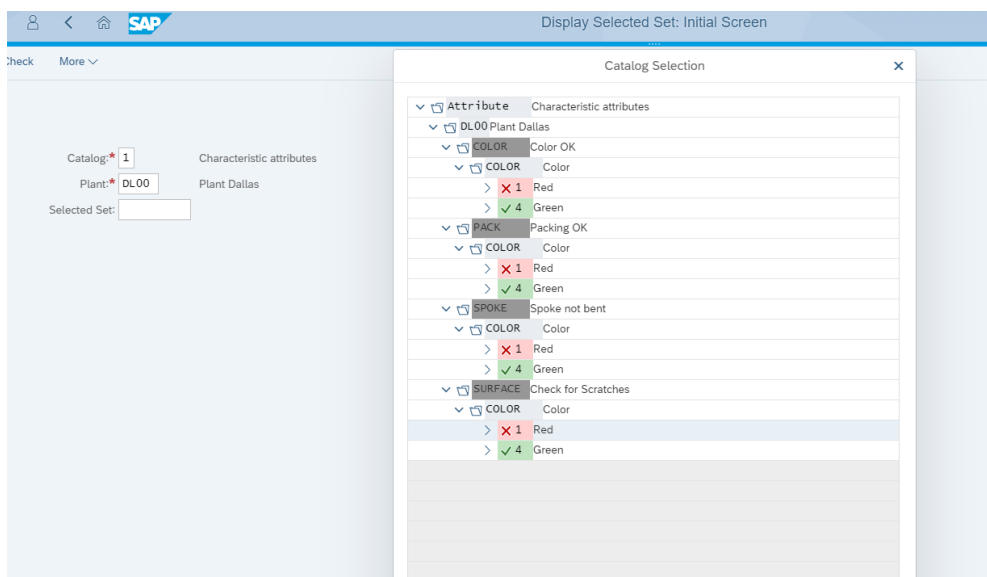 SAP
Display Selected Set: Initial Screen
Check More
Catalog Selection
Catalog:* 1 Characteristic attributes
Plant:* DL00 Plant Dallas
Selected Set:
Attribute Characteristic attributes
DL00 Plant Dallas
COLOR Color OK
COLOR Color
1 Red
4 Green
PACK Packing OK
COLOR Color
1 Red
4 Green
SPOKE Spoke not bent
COLOR Color
1 Red
4 Green
SURFACE Check for Scratches
COLOR Color
1 Red
4 Green